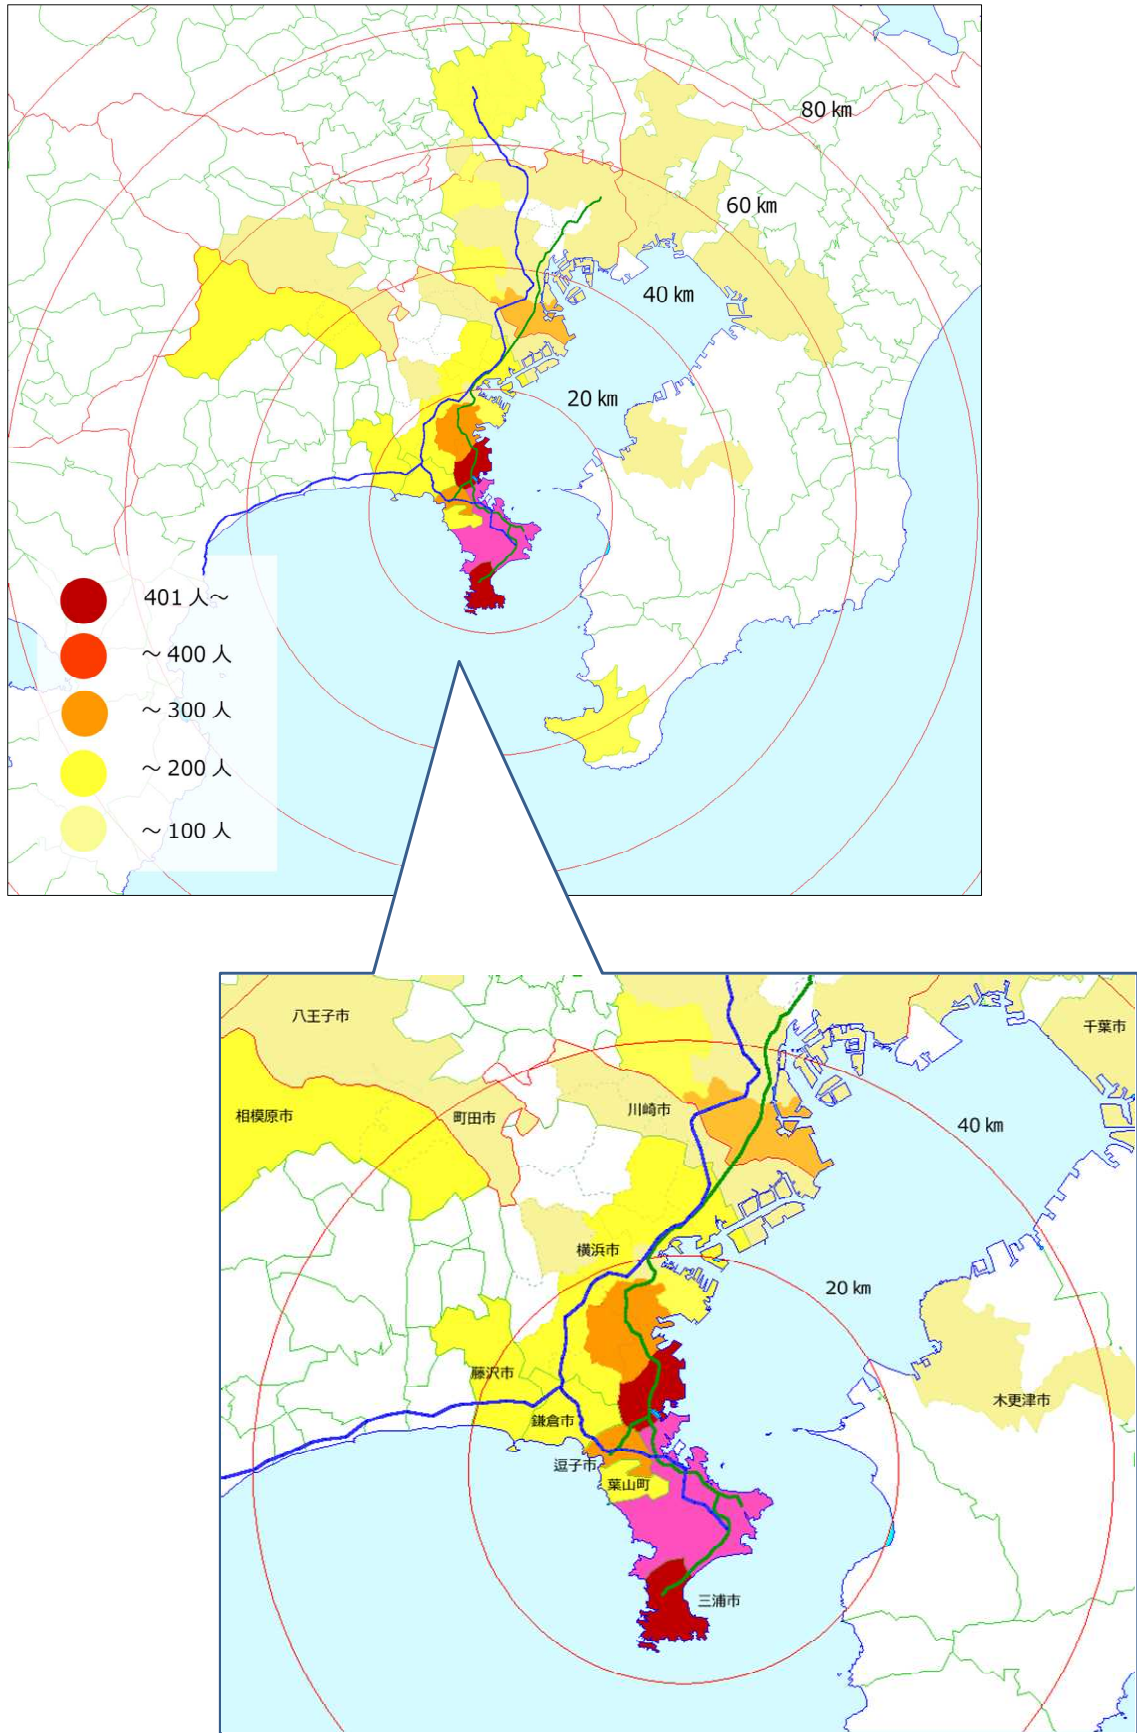 80 km
60 km
40 km
20 km
401 人～
～ 400 人
～ 300 人
～ 200 人
～ 100 人
八王子市
千葉市
相模原市
町田市
川崎市
40 km
横浜市
20 km
藤沢市
木更津市
鎌倉市
逗子市
葉山町
三浦市